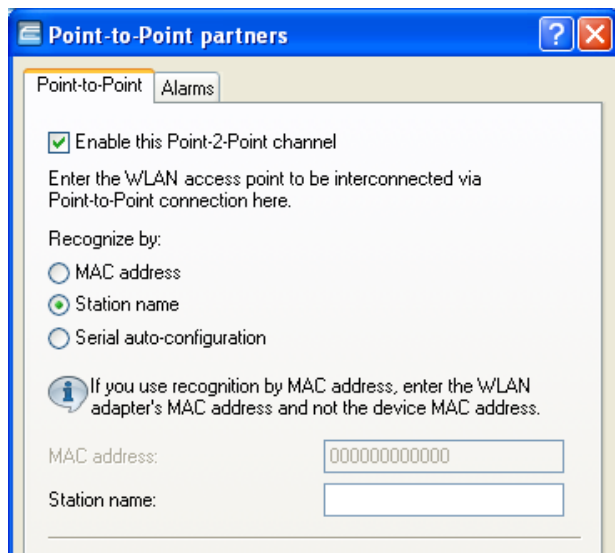 Point-to-Point partners
Point-to-Point
Alarms
Enable this Point-2-Point channel
Enter the WLAN access point to be interconnected via
Point-to-Point connection here.
Recognize by:
MAC address
Station name
Serial auto-configuration
If you use recognition by MAC address, enter the WLAN
adapter's MAC address and not the device MAC address.
MAC address:
000000000000
Station name: